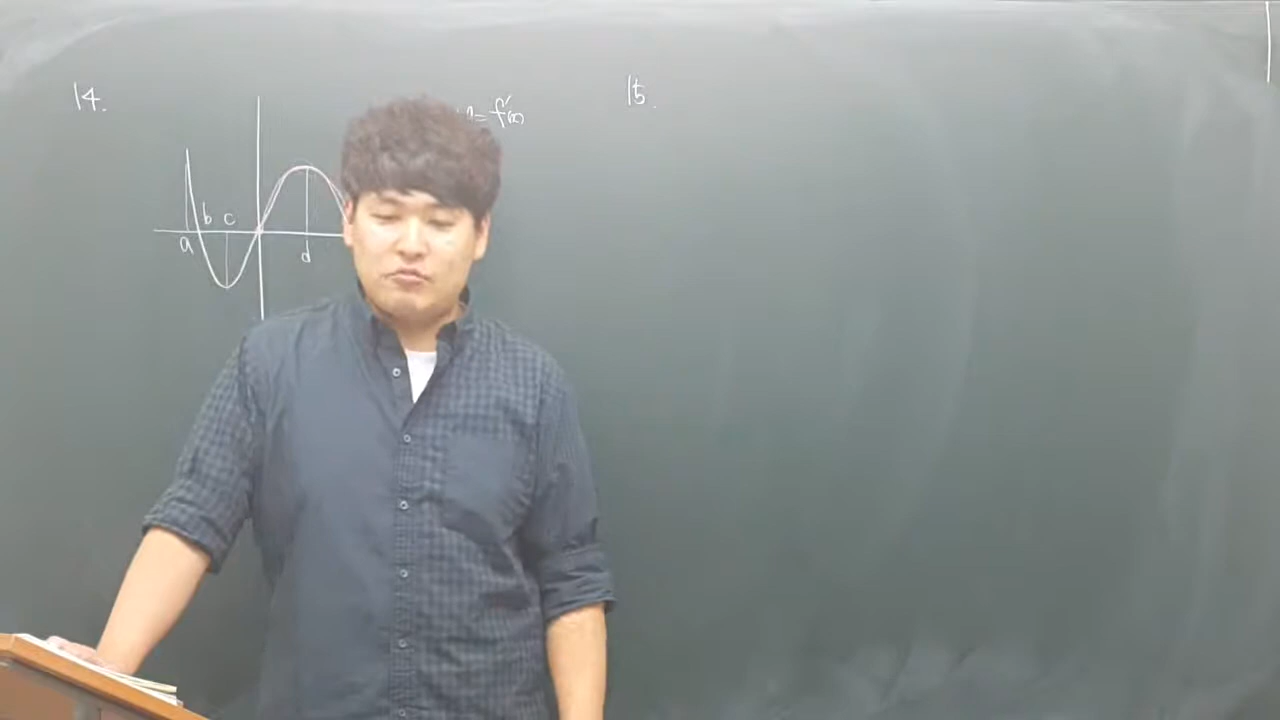 14.
= f'(x)
b c
a
d
15.